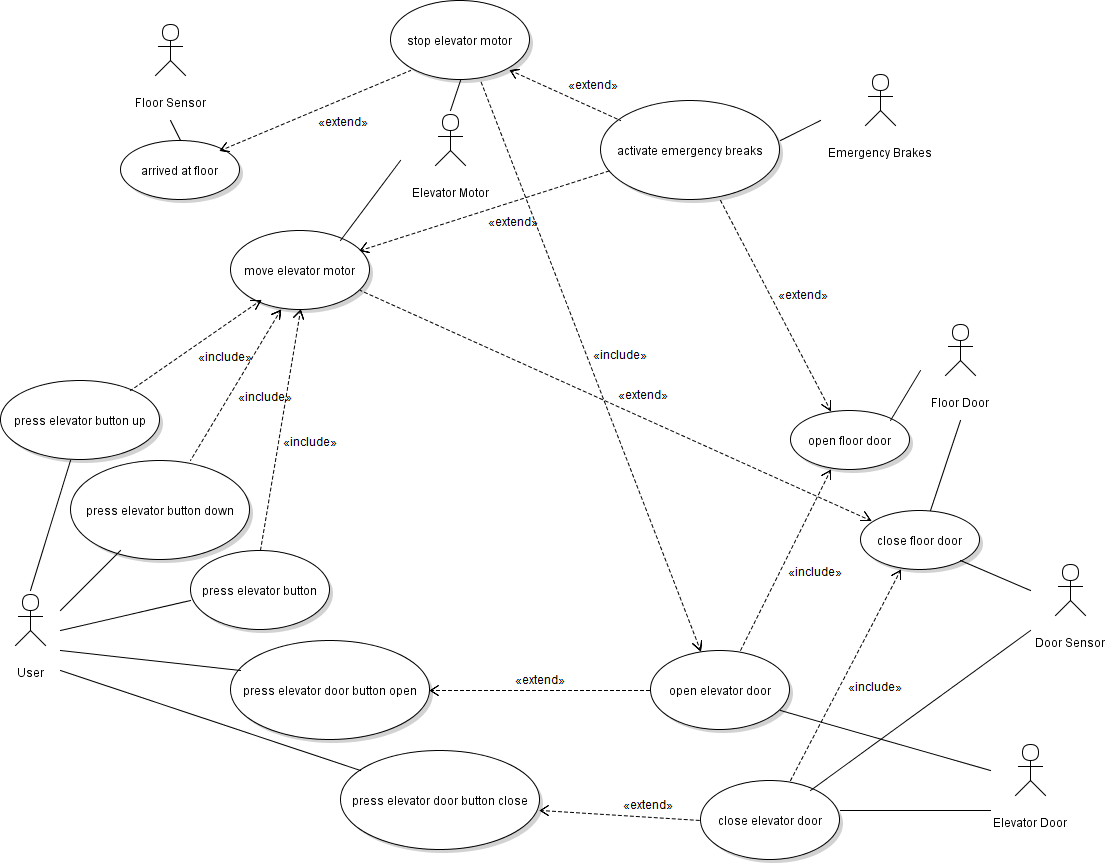 stop elevator motor
«extend»
Floor Sensor
«extend»
activate emergency breaks
Emergency Brakes
arrived at floor
Elevator Motor
«extend»
move elevator motor
«extend»
«include»
«include»
«extend»
«include»
Floor Door
press elevator button up
«include»
open floor door
press elevator button down
close floor door
«include»
press elevator button
Door Sensor
User
«extend»
«include»
press elevator door button open
open elevator door
press elevator door button close
«extend»
close elevator door
Elevator Door